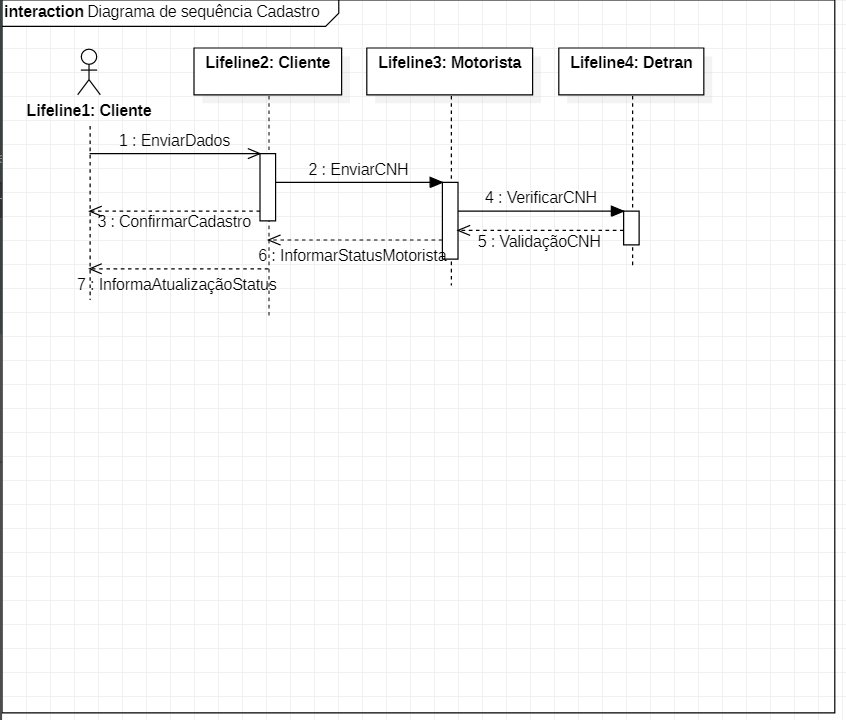 interaction Diagrama de sequência Cadastro
Lifeline1: Cliente
Lifeline2: Cliente
Lifeline3: Motorista
Lifeline4: Detran
1 : EnviarDados
2 : EnviarCNH
4 : VerificarCNH
3 : ConfirmarCadastro
5 : ValidaçãoCNH
6 : InformarStatusMotorista
7 : InformaAtualizaçãoStatus